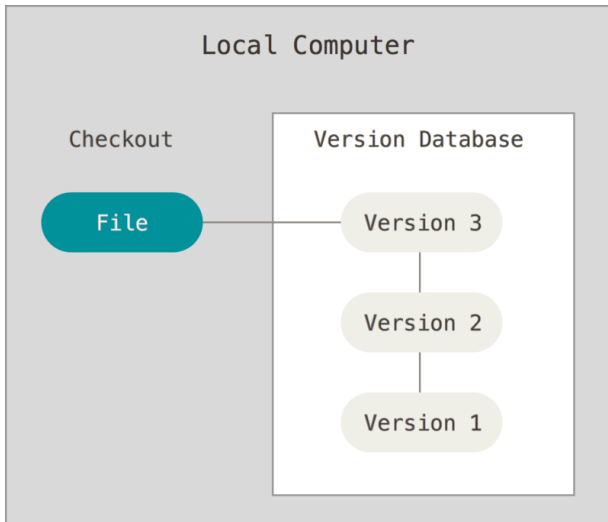 Local Computer
Checkout
Version Database
File
Version 3
Version 2
Version 1